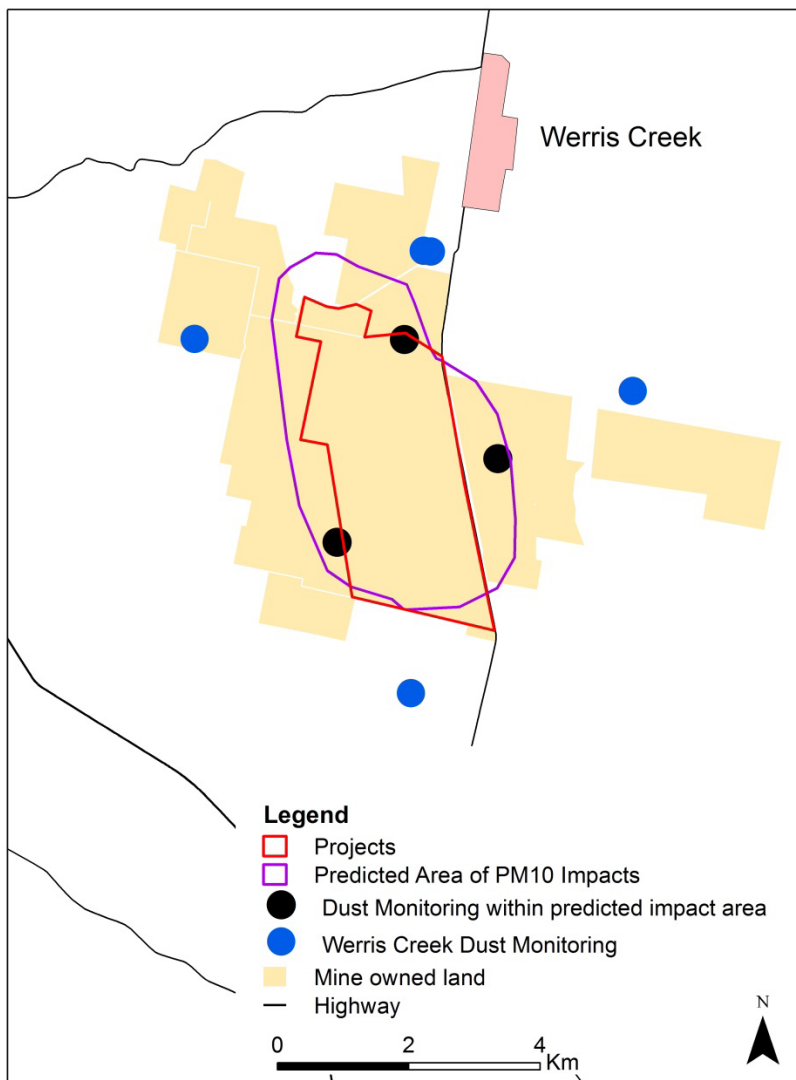 Werris Creek
Legend
Projects
Predicted Area of PM10 Impacts
Dust Monitoring within predicted impact area
Werris Creek Dust Monitoring
Mine owned land
Highway
N
0 2 4
Km